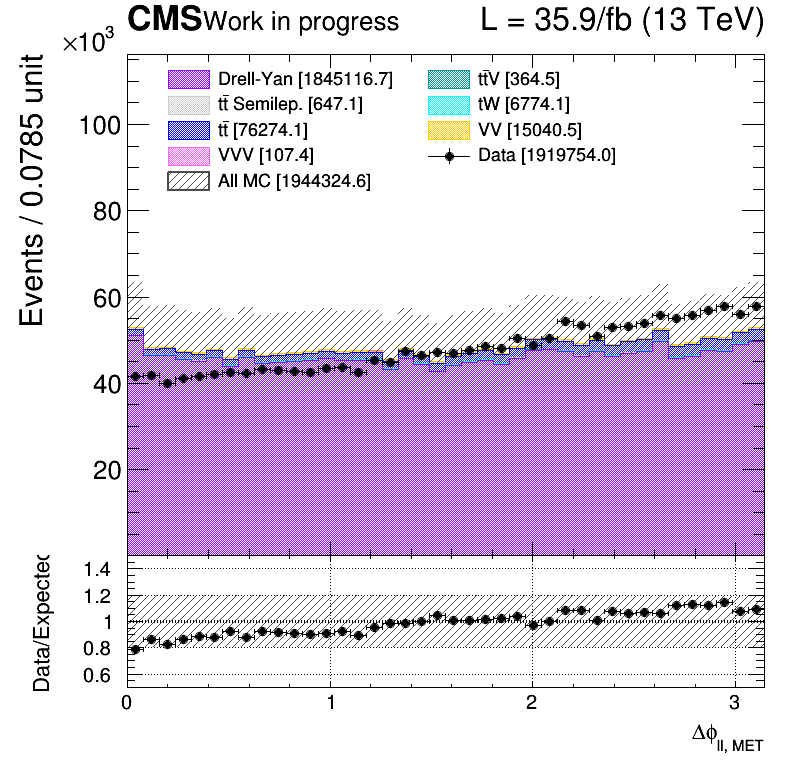 CMS Work in progress L = 35.9/fb (13 TeV)
×10³
Events / 0.0785 unit
Drell-Yan [1845116.7]
tt̄ Semilep. [647.1]
tt̄ [76274.1]
VVV [107.4]
All MC [1944324.6]
tt̄V [364.5]
tW [6774.1]
VV [15040.5]
Data [1919754.0]
100
80
60
40
20
Data/Expected
1.4
1.2
1
0.8
0.6
0 1 2 3
Δϕll, MET